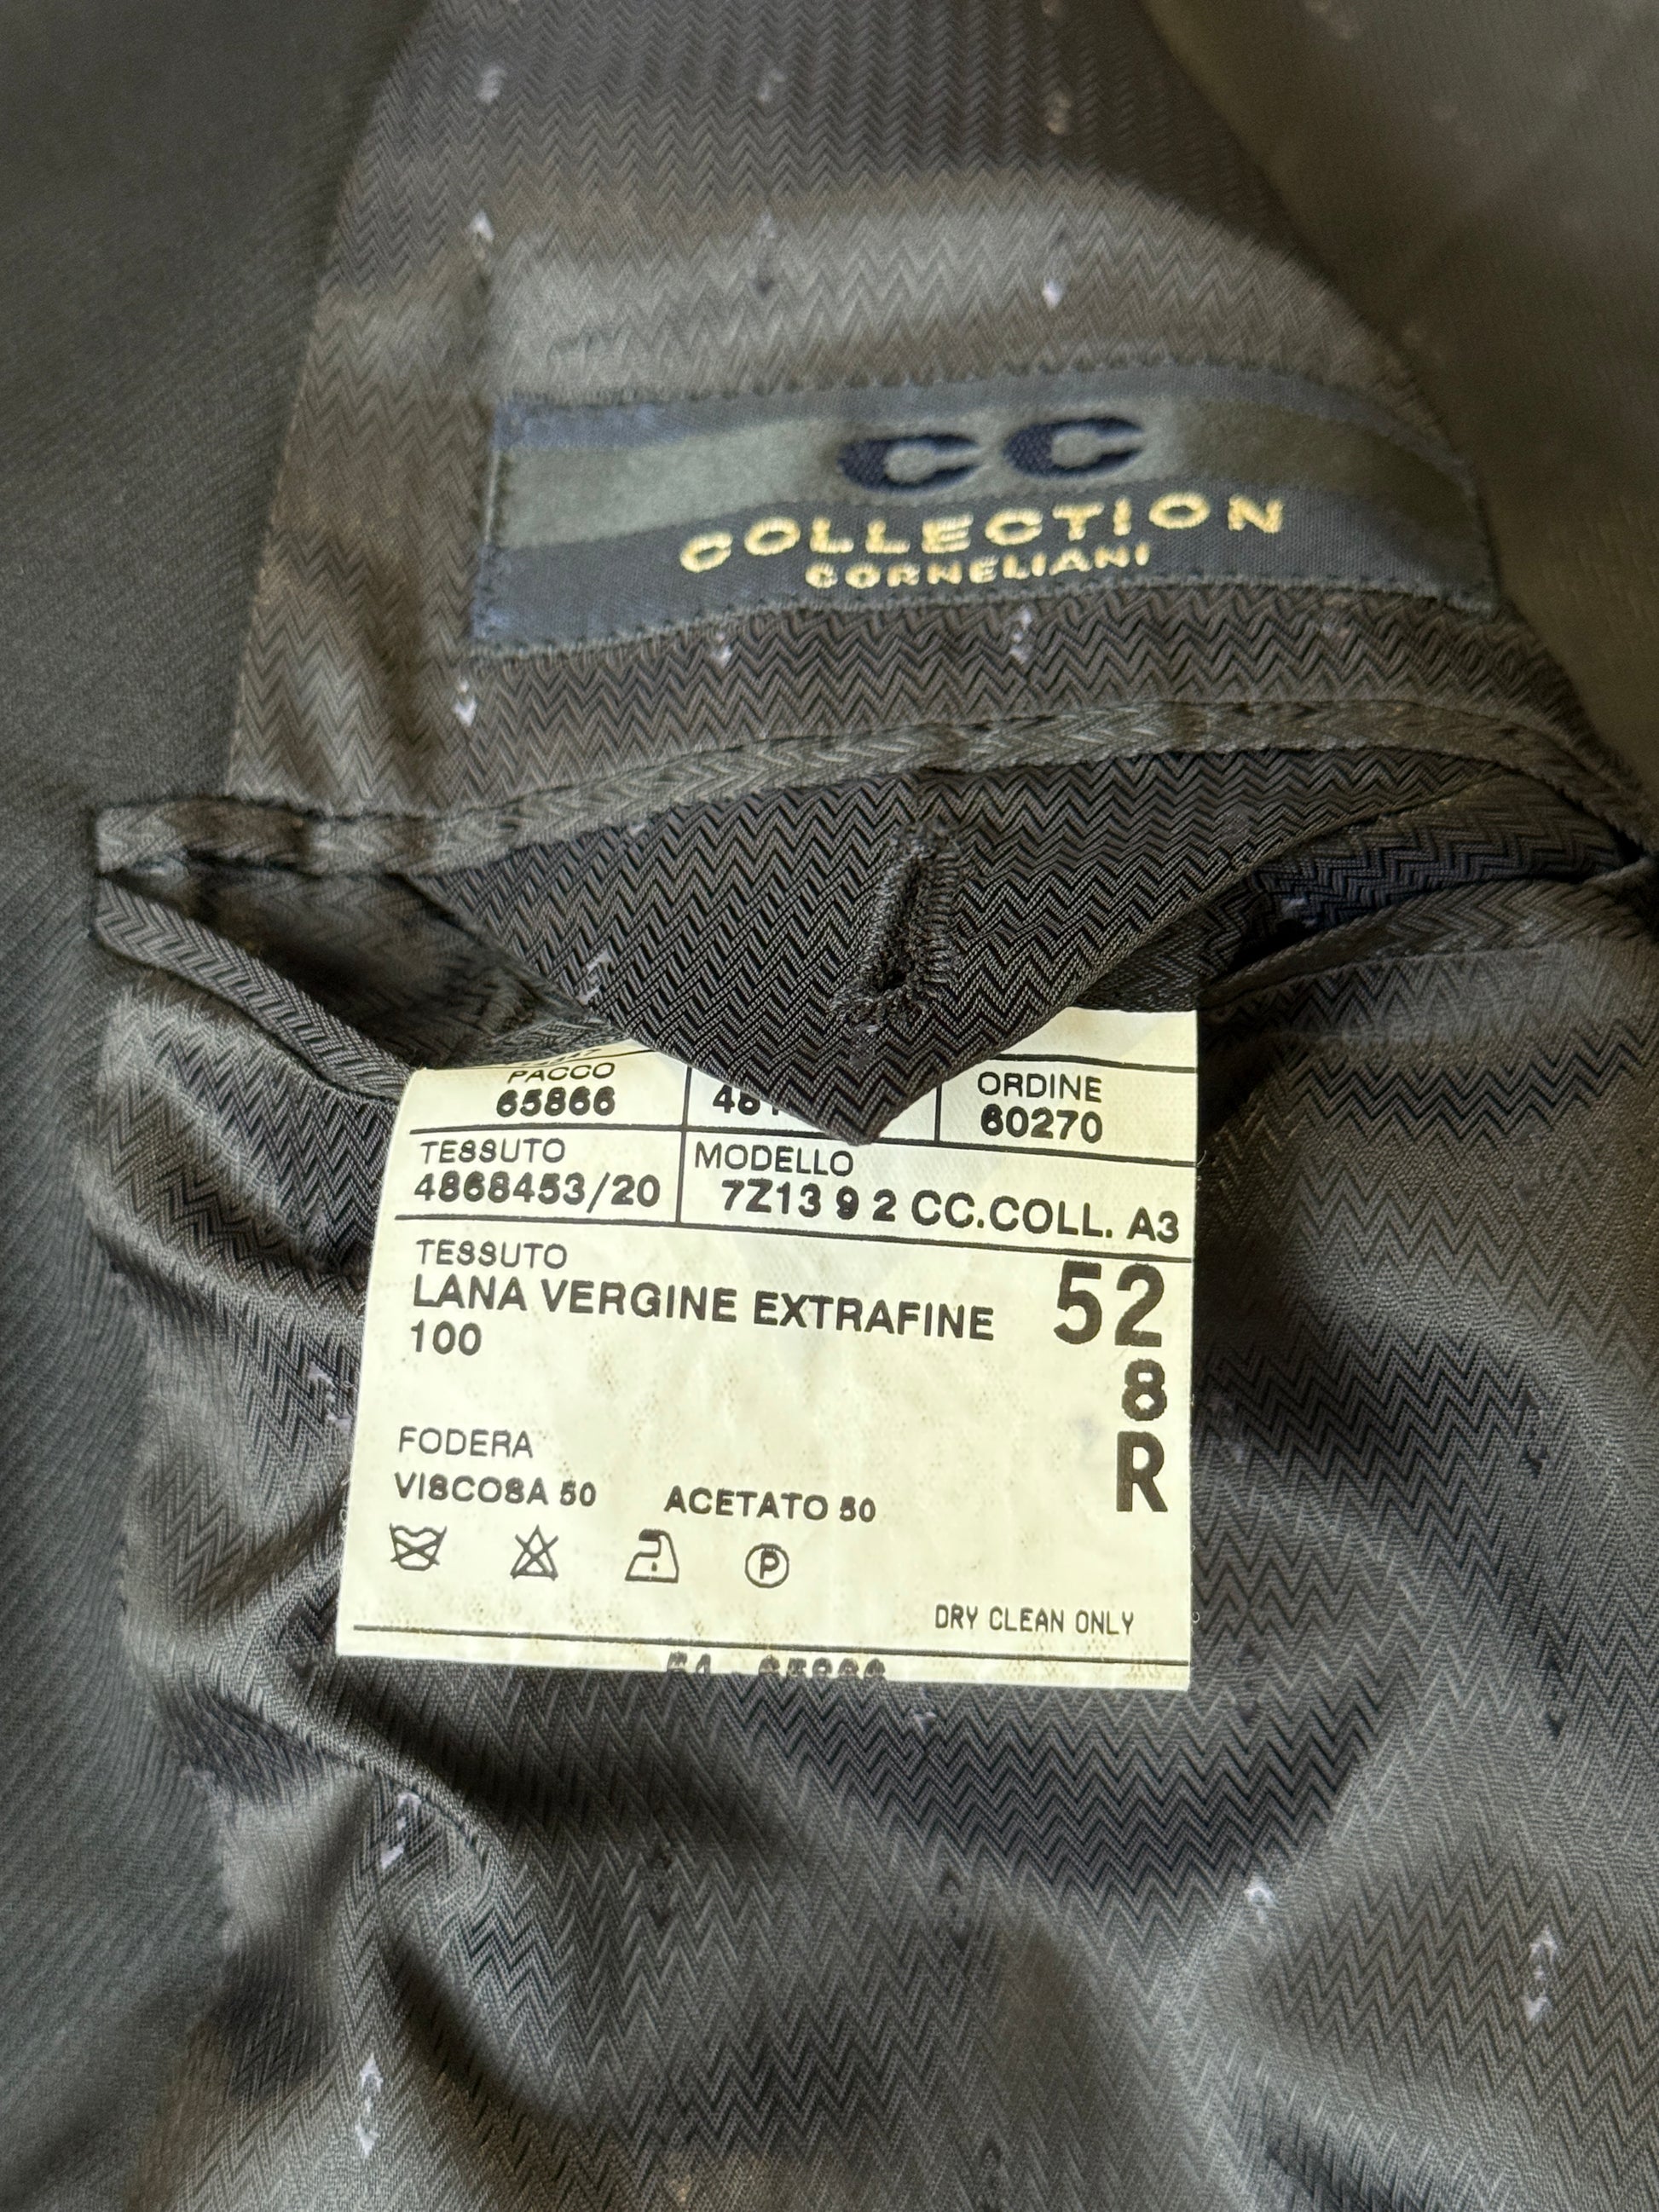 CC
COLLECTION
CORNELIANI
PACCO
ORDINE
65866
60270
TESSUTO
MODELLO
4868453/20
7Z13 9 2 CC.COLL. A3
TESSUTO
LANA VERGINE EXTRAFINE
100
52
8
R
FODERA
VISCOSA 50 ACETATO 50
P
DRY CLEAN ONLY